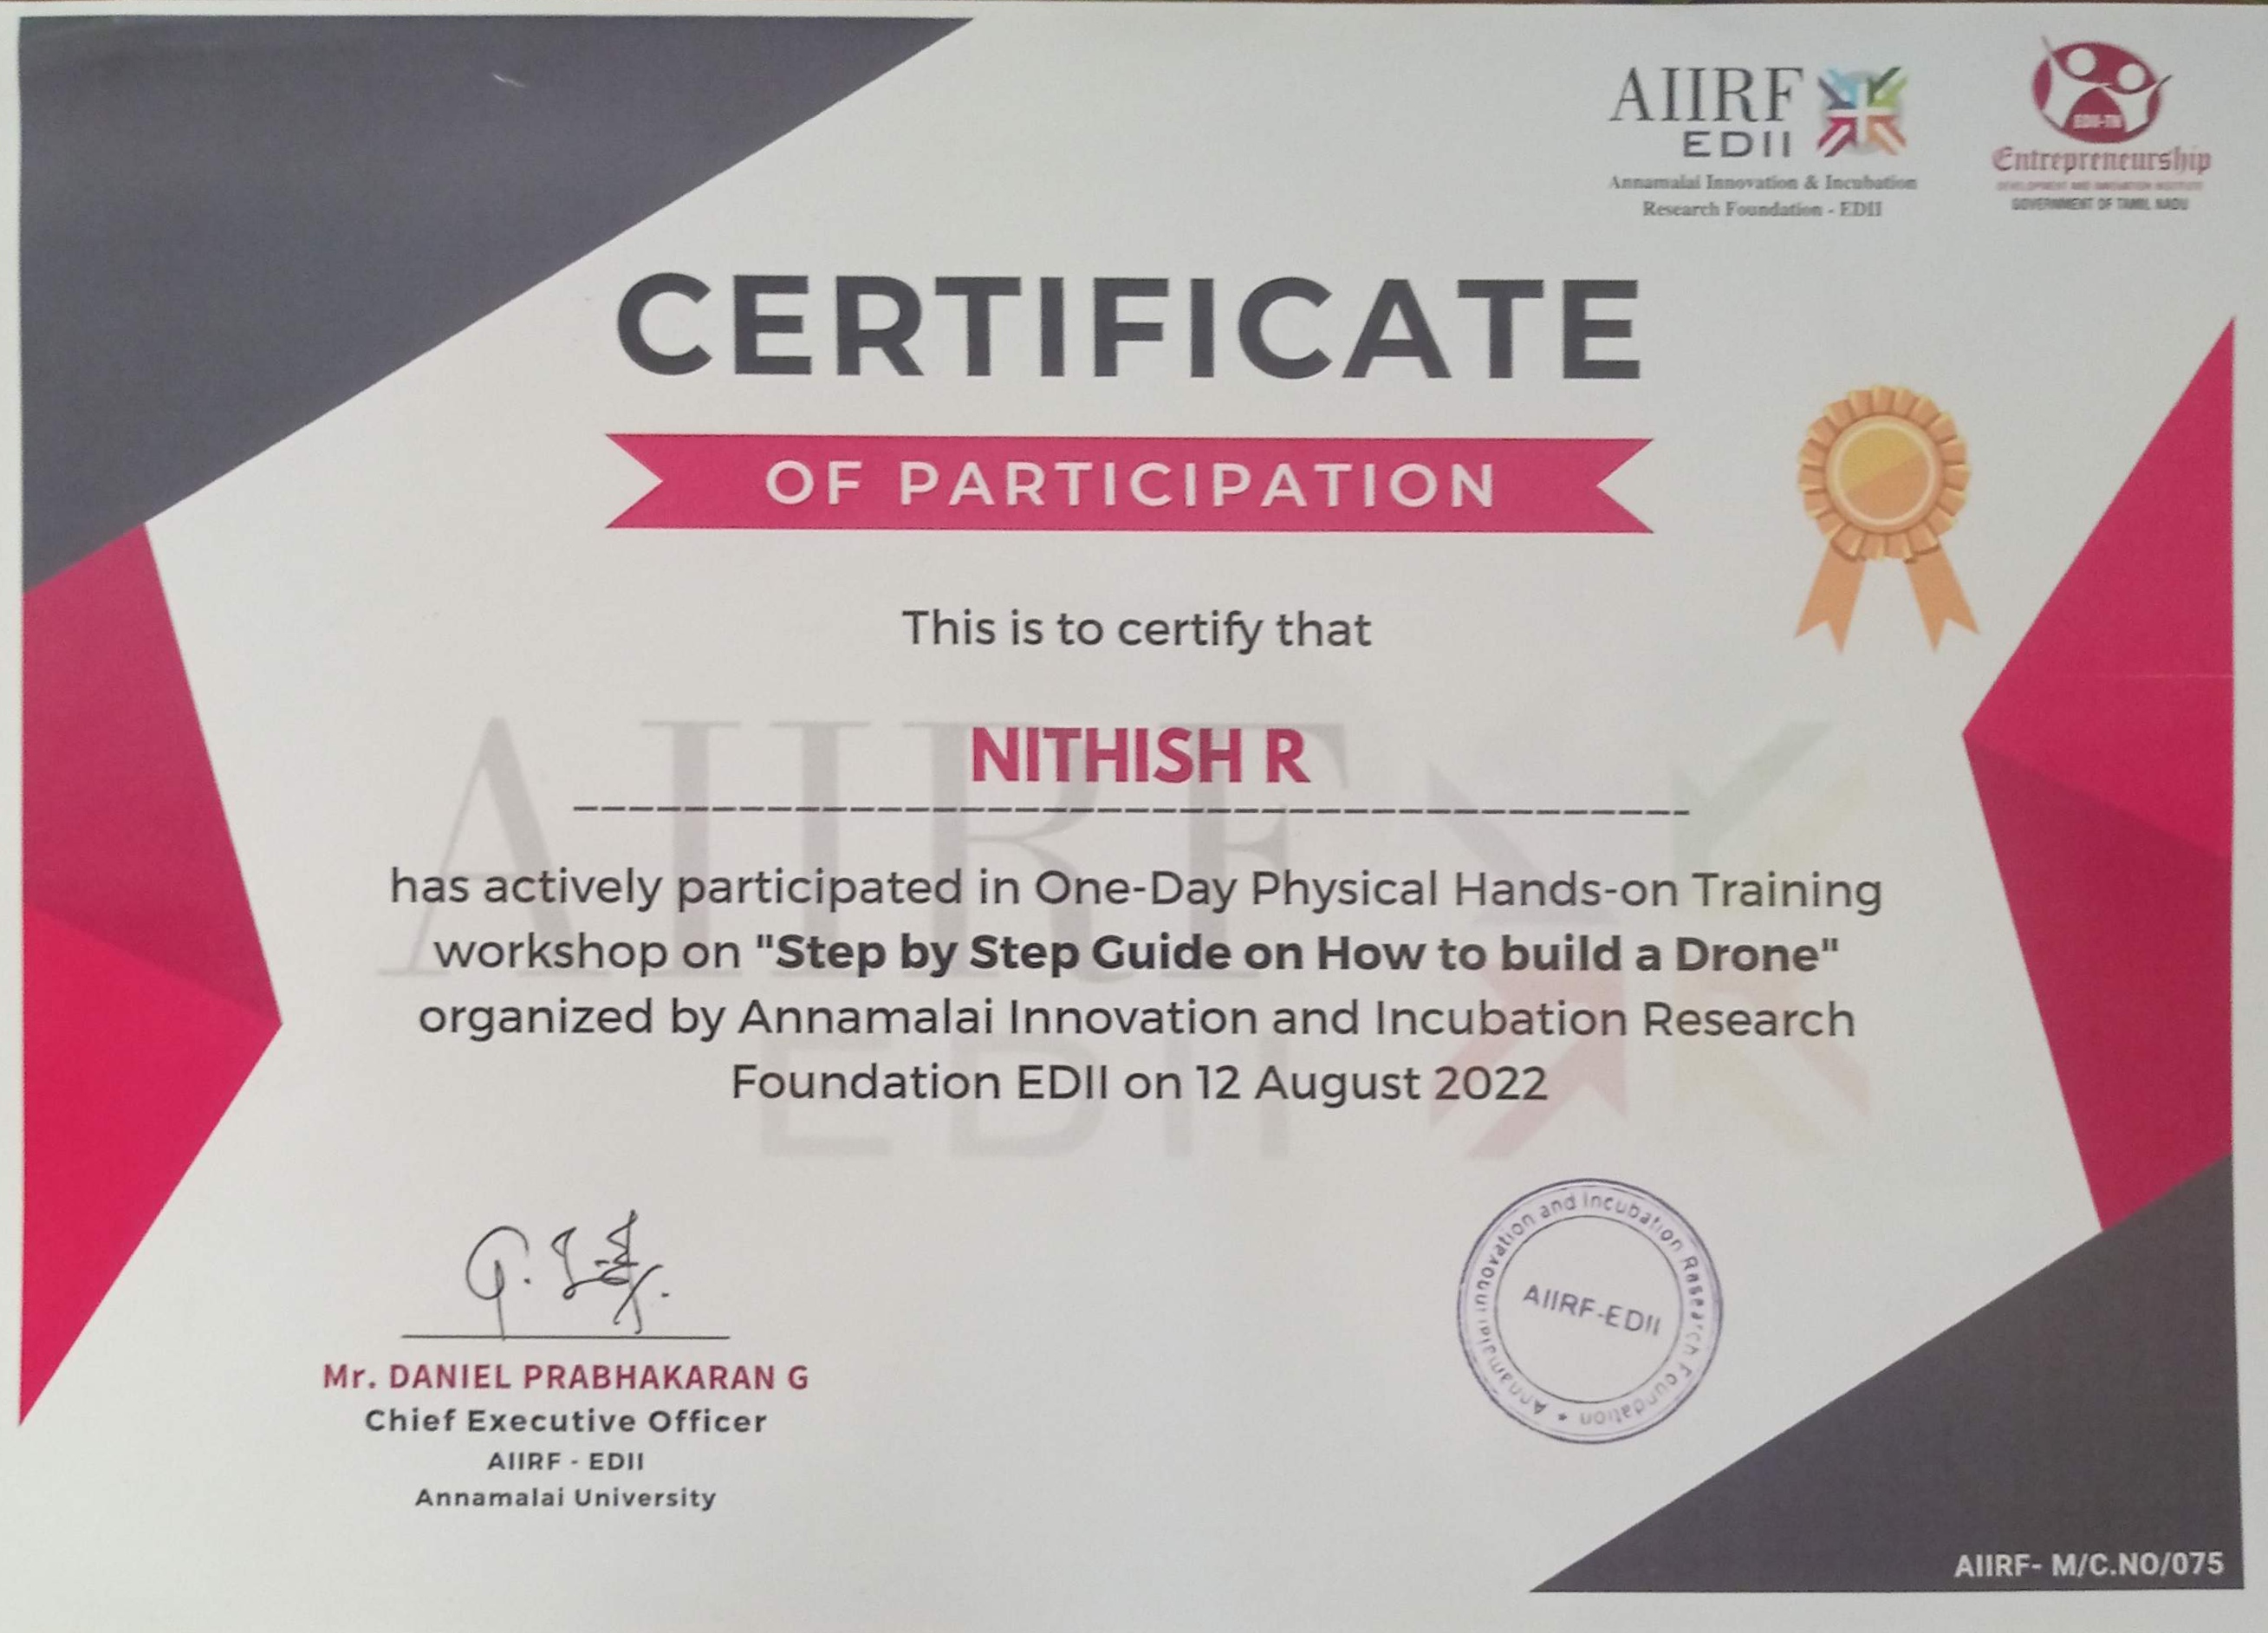 AIIRF
EDII
Annamalai Innovation & Incubation
Research Foundation - EDII
EDII-TN
Entrepreneurship
DEVELOPMENT AND INNOVATION INSTITUTE
GOVERNMENT OF TAMIL NADU
CERTIFICATE
OF PARTICIPATION
This is to certify that
NITHISH R
has actively participated in One-Day Physical Hands-on Training
workshop on "Step by Step Guide on How to build a Drone"
organized by Annamalai Innovation and Incubation Research
Foundation EDII on 12 August 2022
AIIRF
EDII
Mr. DANIEL PRABHAKARAN G
Chief Executive Officer
AIIRF - EDII
Annamalai University
Annamalai Innovation and Incubation Research Foundation *
AIIRF-EDII
AIIRF- M/C.NO/075